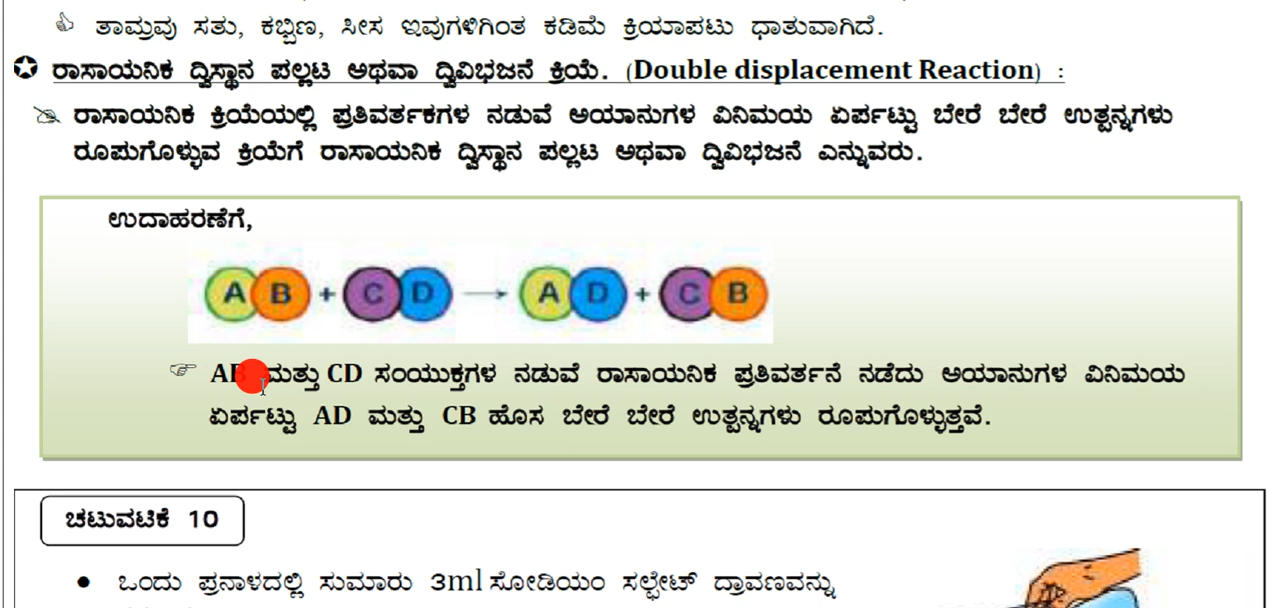 ತಾಮ್ರವು ಸತು, ಕಬ್ಬಿಣ, ಸೀಸ ಇವುಗಳಿಗಿಂತ ಕಡಿಮೆ ಕ್ರಿಯಾಪಟು ಧಾತುವಾಗಿದೆ.
ರಾಸಾಯನಿಕ ದ್ವಿಸ್ಥಾನ ಪಲ್ಲಟ ಅಥವಾ ದ್ವಿವಿಭಜನೆ ಕ್ರಿಯೆ. (Double displacement Reaction) :
ರಾಸಾಯನಿಕ ಕ್ರಿಯೆಯಲ್ಲಿ ಪ್ರತಿವರ್ತಕಗಳ ನಡುವೆ ಅಯಾನುಗಳ ವಿನಿಮಯ ಏರ್ಪಟ್ಟು ಬೇರೆ ಬೇರೆ ಉತ್ಪನ್ನಗಳು
ರೂಪುಗೊಳ್ಳುವ ಕ್ರಿಯೆಗೆ ರಾಸಾಯನಿಕ ದ್ವಿಸ್ಥಾನ ಪಲ್ಲಟ ಅಥವಾ ದ್ವಿವಿಭಜನೆ ಎನ್ನುವರು.
ಉದಾಹರಣೆಗೆ,
A B + C D → A D + C B
AB ಮತ್ತು CD ಸಂಯುಕ್ತಗಳ ನಡುವೆ ರಾಸಾಯನಿಕ ಪ್ರತಿವರ್ತನೆ ನಡೆದು ಅಯಾನುಗಳ ವಿನಿಮಯ
ಏರ್ಪಟ್ಟು AD ಮತ್ತು CB ಹೊಸ ಬೇರೆ ಬೇರೆ ಉತ್ಪನ್ನಗಳು ರೂಪುಗೊಳ್ಳುತ್ತವೆ.
ಚಟುವಟಿಕೆ 10
• ಒಂದು ಪ್ರನಾಳದಲ್ಲಿ ಸುಮಾರು 3ml ಸೋಡಿಯಂ ಸಲ್ಫೇಟ್ ದ್ರಾವಣವನ್ನು